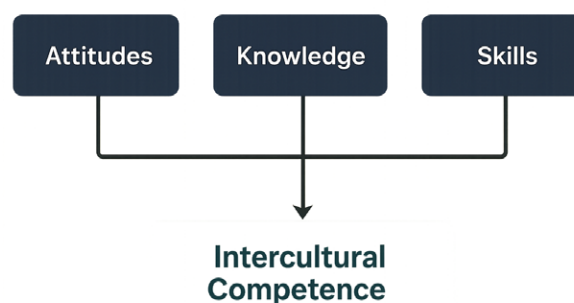 Attitudes
Knowledge
Skills
Intercultural
Competence